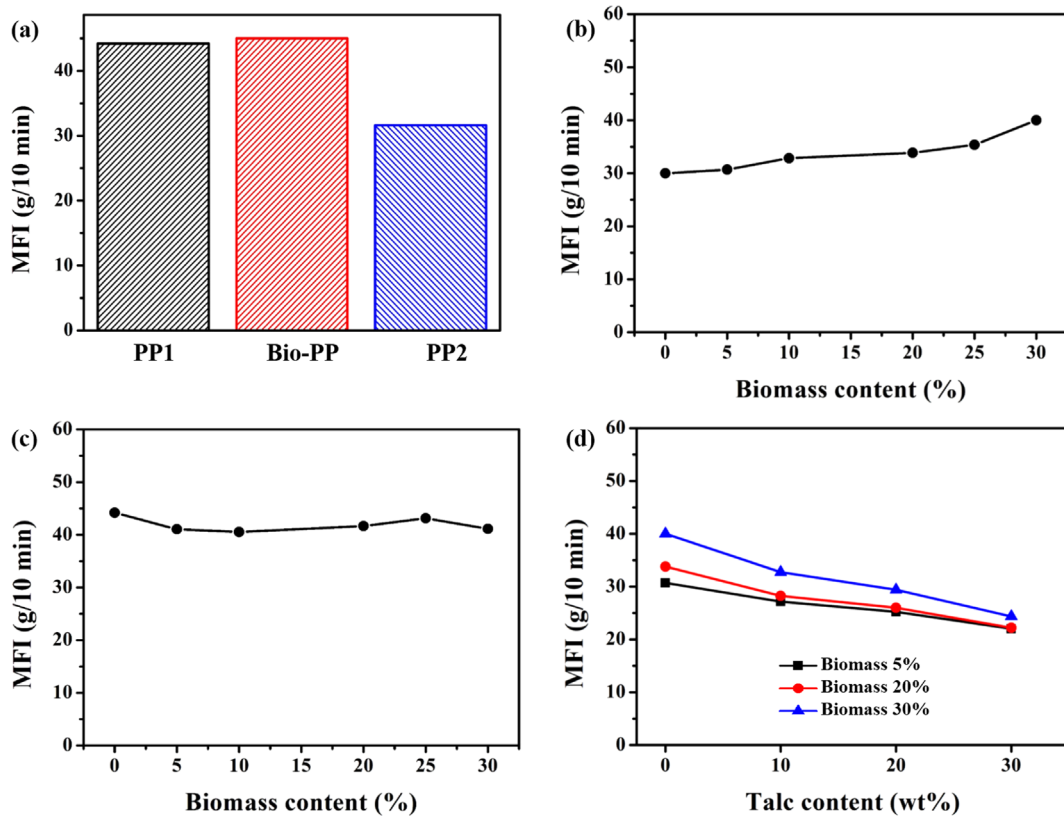 (a)
MFI (g/10 min)
40
30
20
10
0
PP1 Bio-PP PP2
(b)
MFI (g/10 min)
60
50
40
30
20
10
0
0 5 10 15 20 25 30
Biomass content (%)
(c)
MFI (g/10 min)
60
50
40
30
20
10
0
0 5 10 15 20 25 30
Biomass content (%)
(d)
MFI (g/10 min)
60
50
40
30
20
10
0
Biomass 5%
Biomass 20%
Biomass 30%
0 10 20 30
Talc content (wt%)